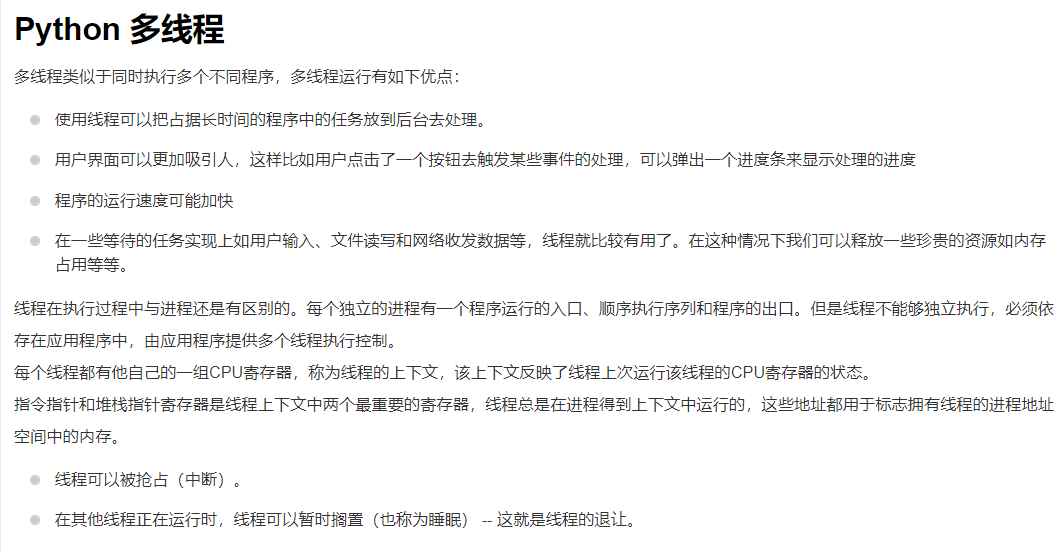 Python 多线程
多线程类似于同时执行多个不同程序，多线程运行有如下优点：
使用线程可以把占据长时间的程序中的任务放到后台去处理。
用户界面可以更加吸引人，这样比如用户点击了一个按钮去触发某些事件的处理，可以弹出一个进度条来显示处理的进度
程序的运行速度可能加快
在一些等待的任务实现上如用户输入、文件读写和网络收发数据等，线程就比较有用了。在这种情况下我们可以释放一些珍贵的资源如内存
占用等等。
线程在执行过程中与进程还是有区别的。每个独立的进程有一个程序运行的入口、顺序执行序列和程序的出口。但是线程不能够独立执行，必须依
存在应用程序中，由应用程序提供多个线程执行控制。
每个线程都有他自己的一组CPU寄存器，称为线程的上下文，该上下文反映了线程上次运行该线程的CPU寄存器的状态。
指令指针和堆栈指针寄存器是线程上下文中两个最重要的寄存器，线程总是在进程得到上下文中运行的，这些地址都用于标志拥有线程的进程地址
空间中的内存。
线程可以被抢占（中断）。
在其他线程正在运行时，线程可以暂时搁置（也称为睡眠） -- 这就是线程的退让。